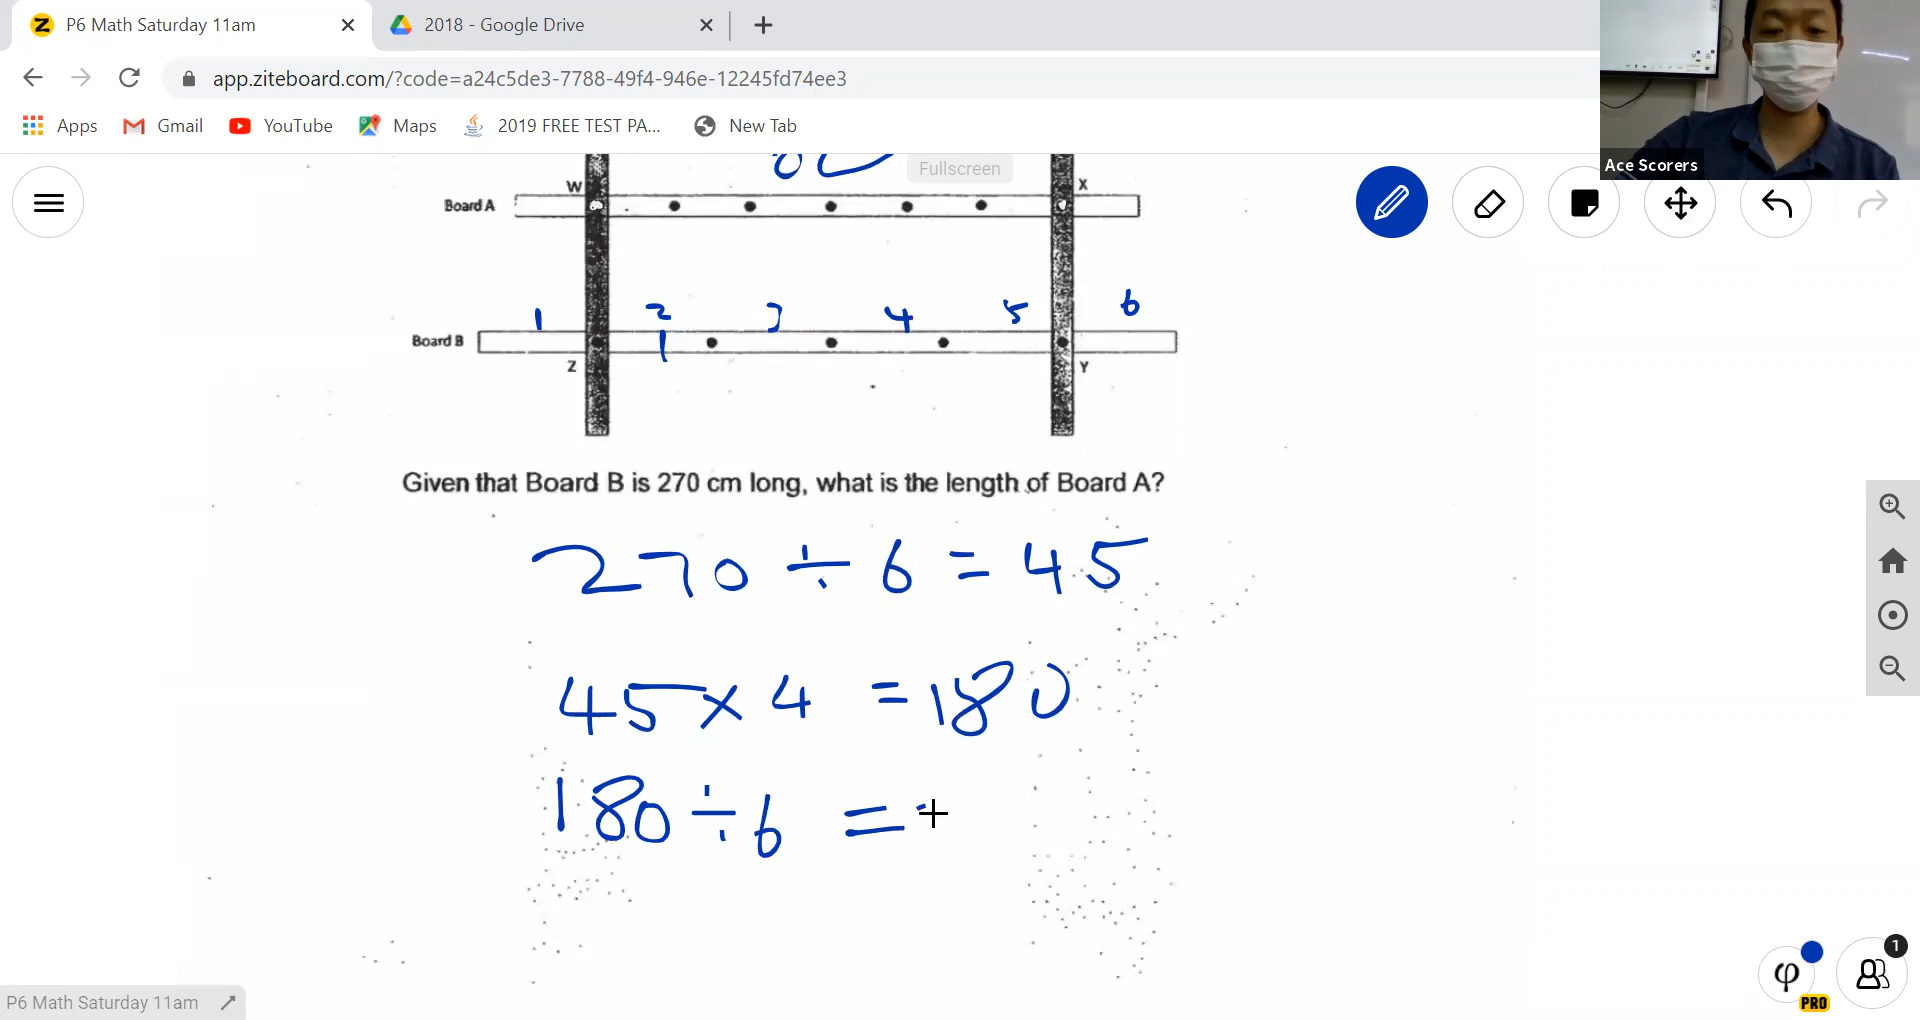 P6 Math Saturday 11am
2018 - Google Drive
app.ziteboard.com/?code=a24c5de3-7788-49f4-946e-12245fd74ee3
Apps
Gmail
YouTube
Maps
2019 FREE TEST PA...
New Tab
Ace Scorers
Fullscreen
W X
Board A
1 2 3 4 5 6
Board B
Z Y
Given that Board B is 270 cm long, what is the length of Board A?
270 ÷ 6 = 45
45 × 4 = 180
180 ÷ 6 =
1
φ
PRO
P6 Math Saturday 11am